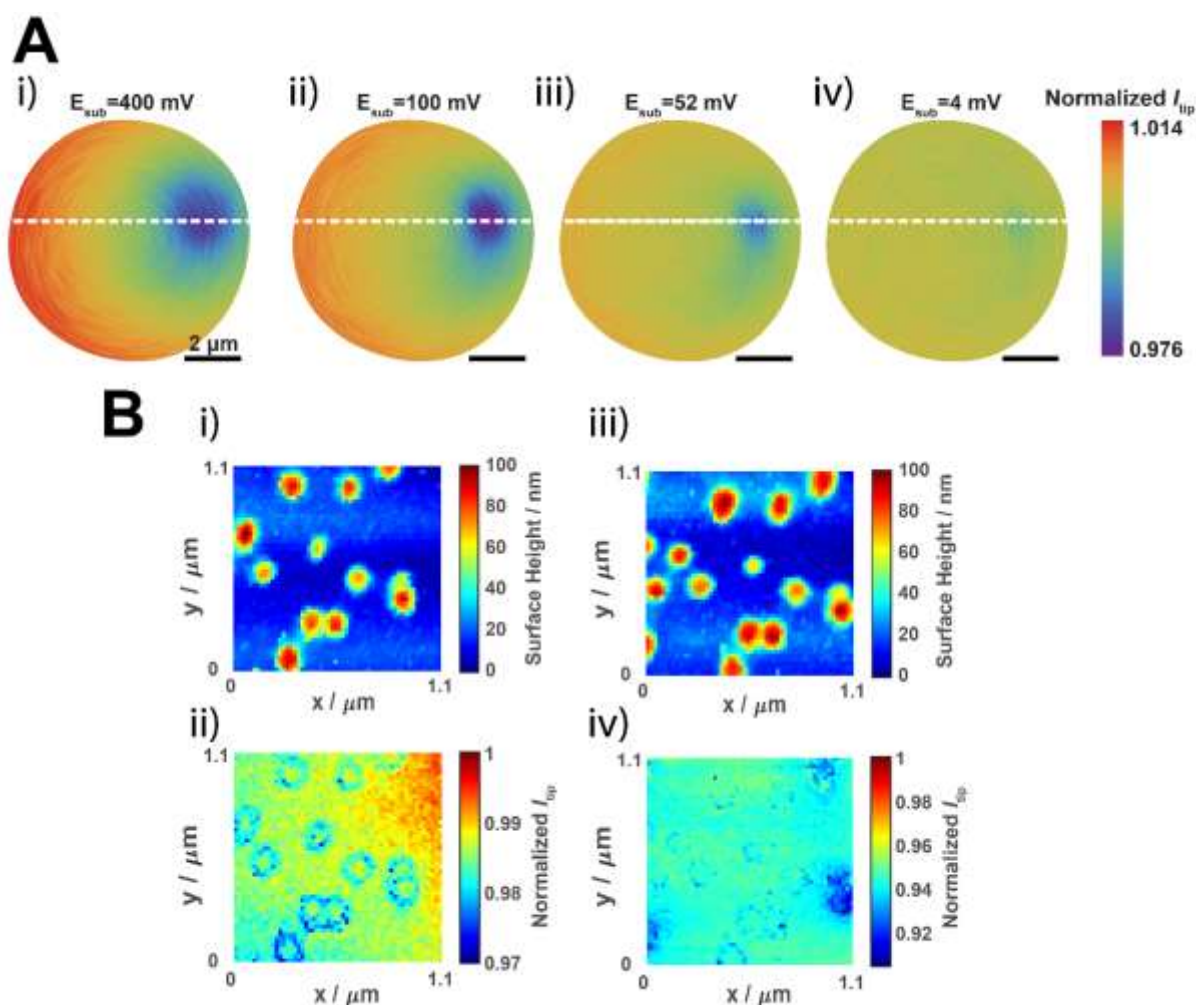 A
i) ii) iii) iv)
E_sub=400 mV E_sub=100 mV E_sub=52 mV E_sub=4 mV Normalized I_tip
1.014
2 µm
0.976
B
i) iii)
1.1 100 1.1 100
80 80
60 60
40 40
20 20
0 0 0 0
y / µm Surface Height / nm y / µm Surface Height / nm
0 1.1 0 1.1
x / µm x / µm
ii) iv)
1.1 1 1.1 1
0.99 0.98
0.98 0.96
0.97 0.94
0.92
0 0
y / µm Normalized I_tip y / µm Normalized I_tip
0 1.1 0 1.1
x / µm x / µm